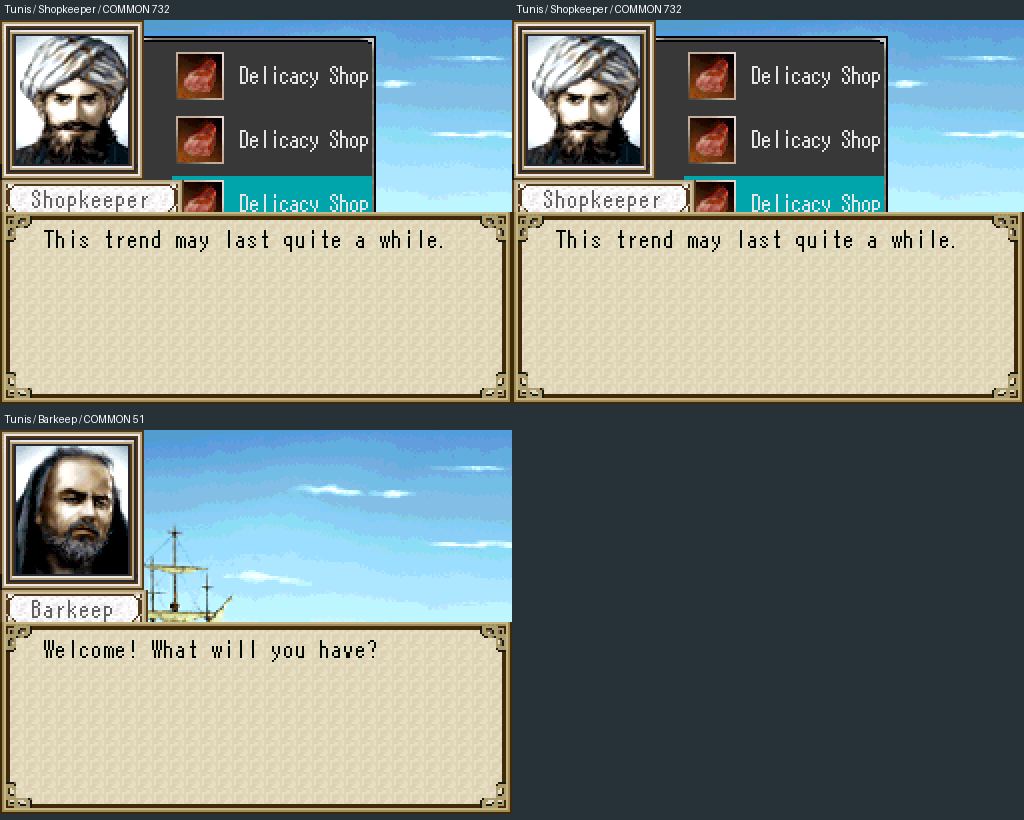 Tunis / Shopkeeper / COMMON 732
Delicacy Shop
Delicacy Shop
Delicacy Shop
Shopkeeper
This trend may last quite a while.
Tunis / Shopkeeper / COMMON 732
Delicacy Shop
Delicacy Shop
Delicacy Shop
Shopkeeper
This trend may last quite a while.
Tunis / Barkeep / COMMON 51
Barkeep
Welcome! What will you have?